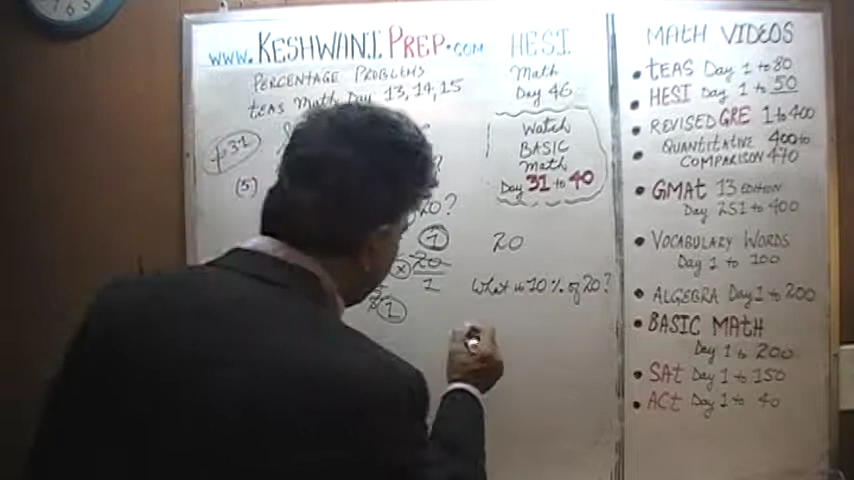 www.KESHWANI PREP.com
HESI
PERCENTAGE PROBLEMS
Math
TEAS Math Day 13, 14, 15
Day 46
p31
Watch
BASIC
Math
Day 31 to 40
(5)
20?
1
20
x 20
1
1
What is 10% of 20?
MATH VIDEOS
TEAS Day 1 to 80
HESI Day 1 to 50
REVISED GRE 1 to 400
QUANTITATIVE 400 to
COMPARISON 470
GMAT 13 EDITION
Day 251 to 400
VOCABULARY WORDS
Day 1 to 100
ALGEBRA Day 1 to 200
BASIC MATH
Day 1 to 200
SAT Day 1 to 150
ACT Day 1 to 40